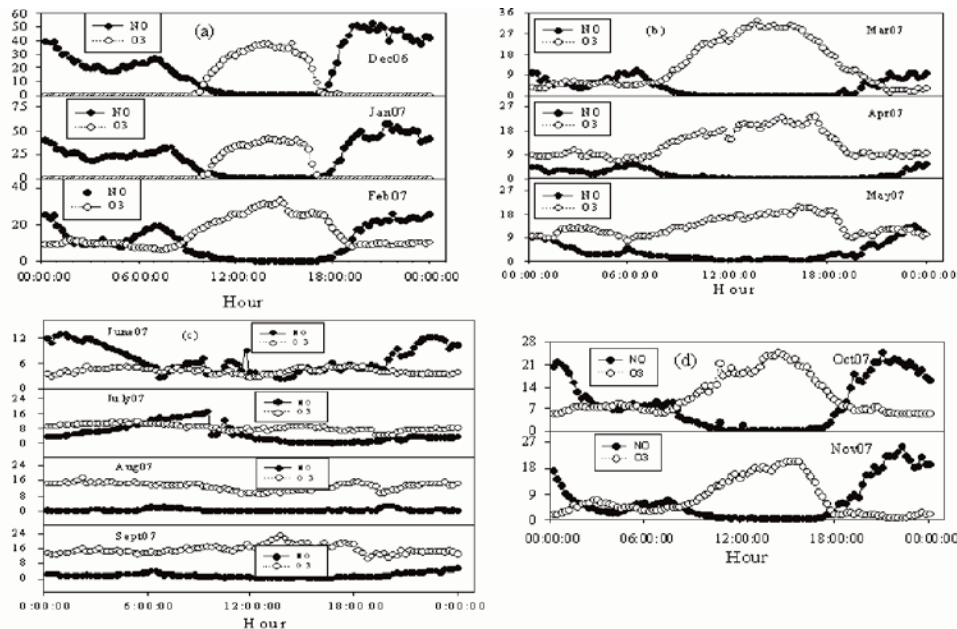 60
50
40
30
20
10
0
NO
O3
(a)
Dec06
75
50
25
0
NO
O3
Jan07
40
20
0
NO
O3
Feb07
00:00:00 06:00:00 12:00:00 18:00:00 00:00:00
Hour
36
27
18
9
0
NO
O3
(b)
Mar07
27
18
9
0
NO
O3
Apr07
27
18
9
0
NO
O3
May07
00:00:00 06:00:00 12:00:00 18:00:00 00:00:00
Hour
12
6
0
June07
(c)
NO
O3
24
16
8
0
July07
NO
O3
24
16
8
0
Aug07
NO
O3
24
16
8
0
Sept07
NO
O3
0:00:00 6:00:00 12:00:00 18:00:00 0:00:00
Hour
28
21
14
7
0
NO
O3
(d)
Oct07
27
18
9
0
NO
O3
Nov07
00:00:00 06:00:00 12:00:00 18:00:00 00:00:00
Hour